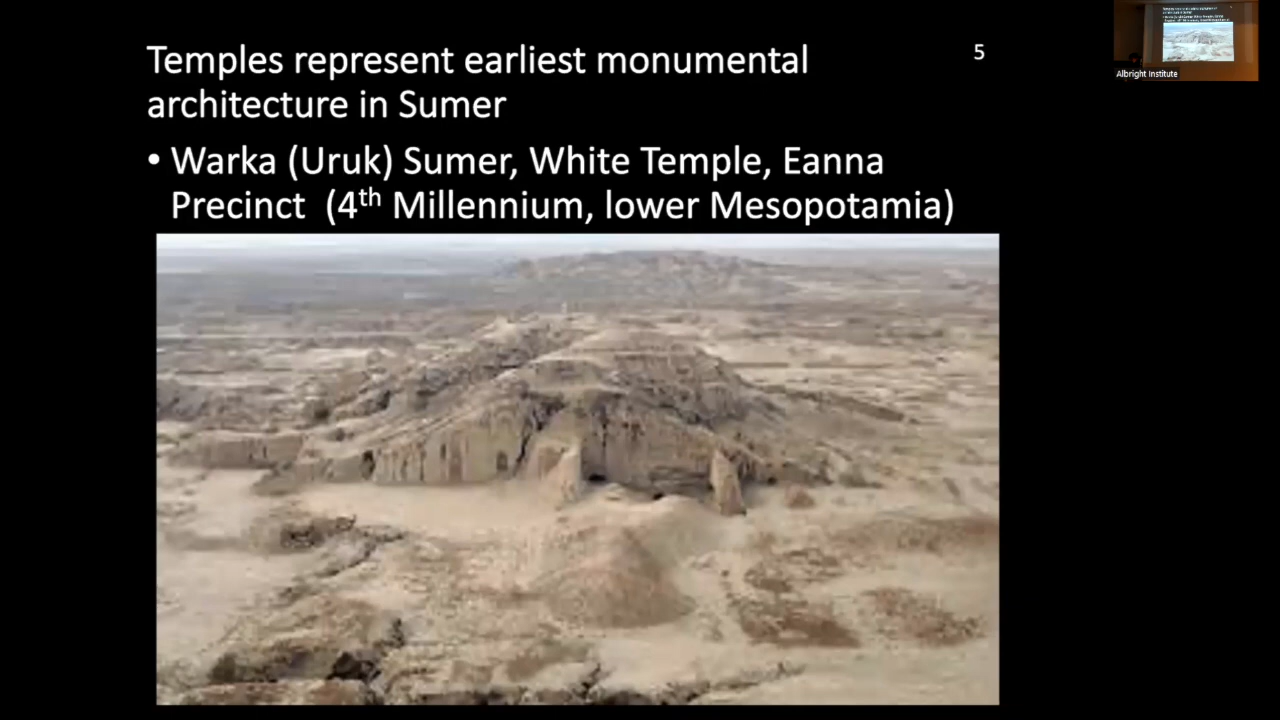 Temples represent earliest monumental
architecture in Sumer
5
• Warka (Uruk) Sumer, White Temple, Eanna
Precinct (4th Millennium, lower Mesopotamia)
Albright Institute